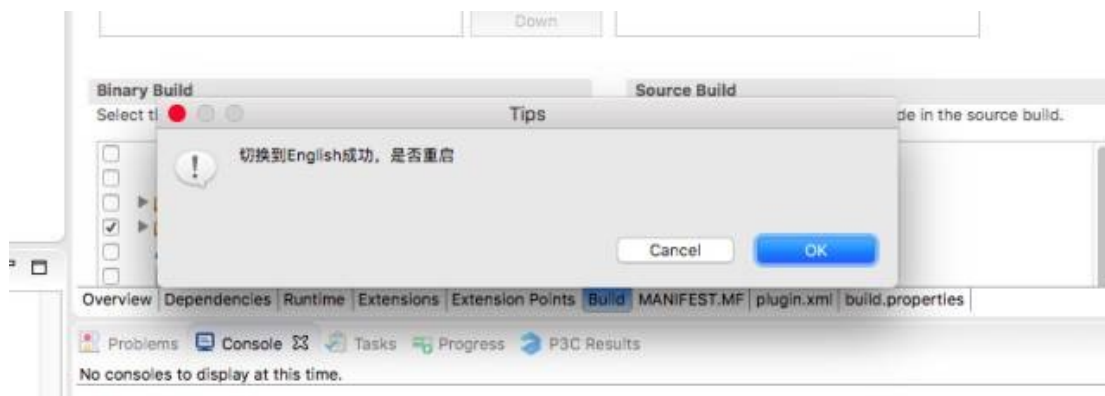 Down
Binary Build
Source Build
Select t
Tips
de in the source build.
切换到English成功，是否重启
Cancel
OK
Overview Dependencies Runtime Extensions Extension Points Build MANIFEST.MF plugin.xml build.properties
Problems Console Tasks Progress P3C Results
No consoles to display at this time.